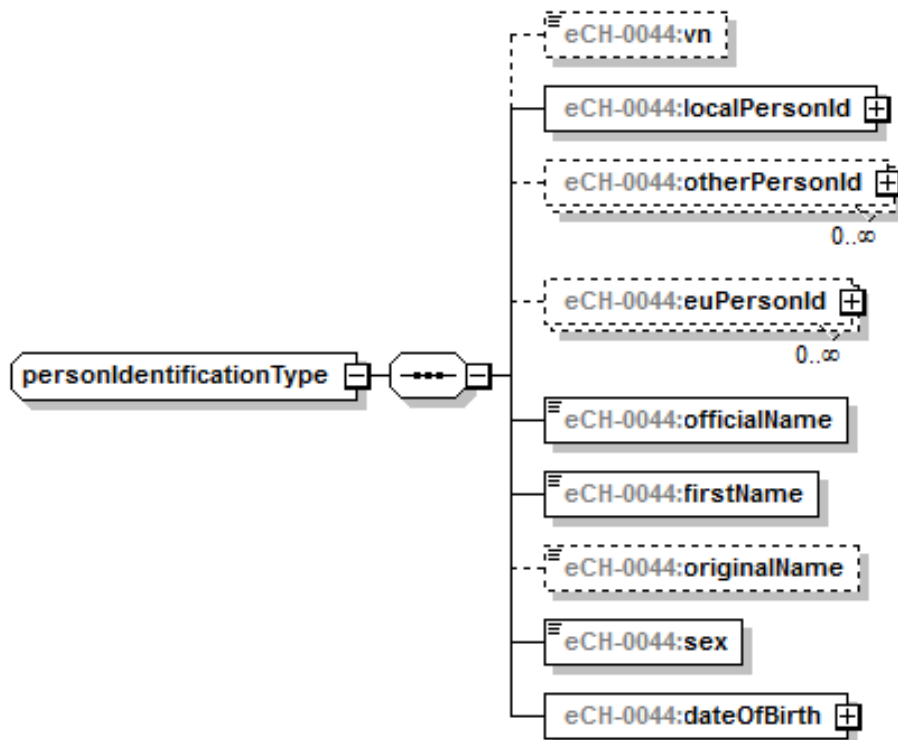 eCH-0044:vn
eCH-0044:localPersonId
eCH-0044:otherPersonId
0..∞
eCH-0044:euPersonId
0..∞
personIdentificationType
eCH-0044:officialName
eCH-0044:firstName
eCH-0044:originalName
eCH-0044:sex
eCH-0044:dateOfBirth